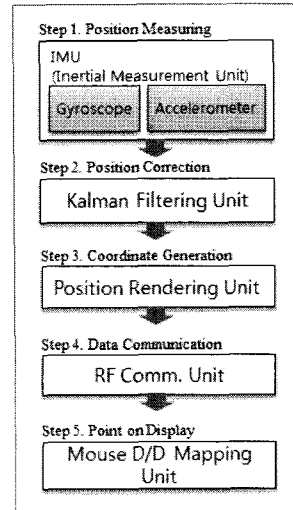 Step 1. Position Measuring
IMU
(Inertial Measurement Unit)
Gyroscope
Accelerometer
Step 2. Position Correction
Kalman Filtering Unit
Step 3. Coordinate Generation
Position Rendering Unit
Step 4. Data Communication
RF Comm. Unit
Step 5. Point on Display
Mouse D/D Mapping
Unit